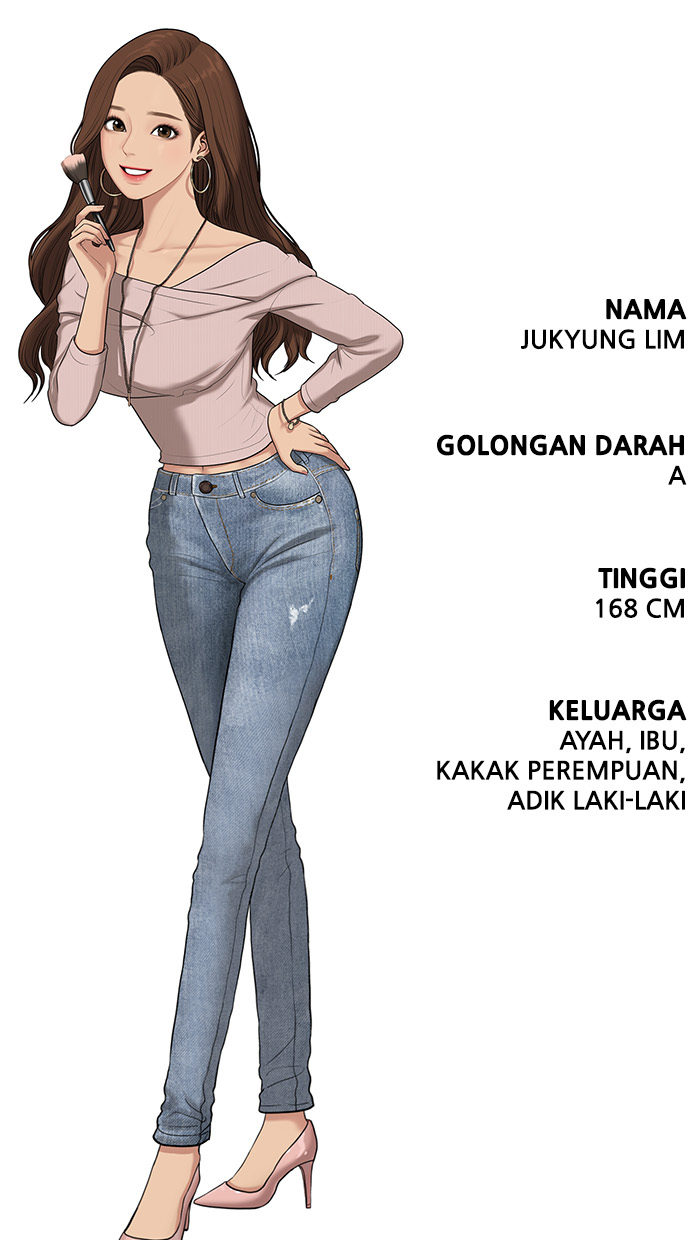 NAMA
JUKYUNG LIM
GOLONGAN DARAH
A
TINGGI
168 CM
KELUARGA
AYAH, IBU,
KAKAK PEREMPUAN,
ADIK LAKI-LAKI